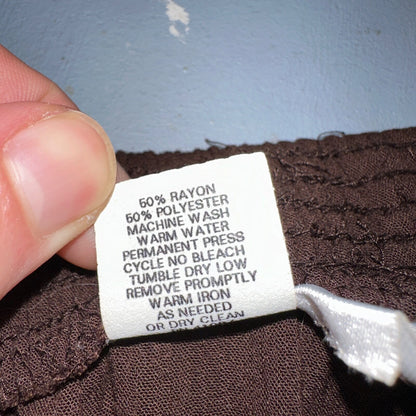 50% RAYON
50% POLYESTER
MACHINE WASH
WARM WATER
PERMANENT PRESS
CYCLE NO BLEACH
TUMBLE DRY LOW
REMOVE PROMPTLY
WARM IRON
AS NEEDED
OR DRY CLEAN